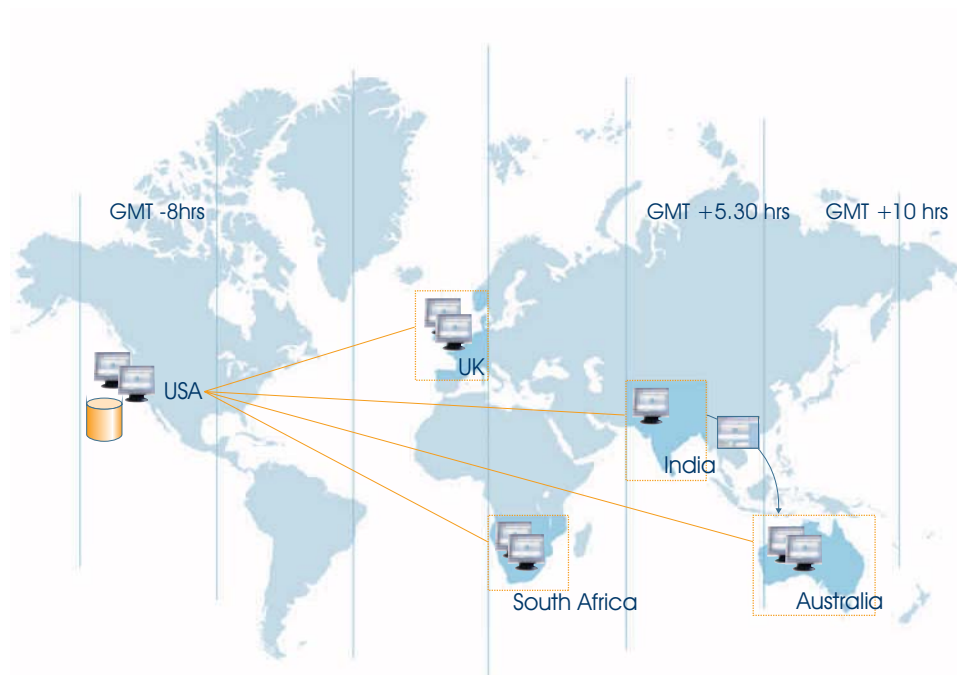 GMT -8hrs
GMT +5.30 hrs
GMT +10 hrs
UK
USA
India
South Africa
Australia